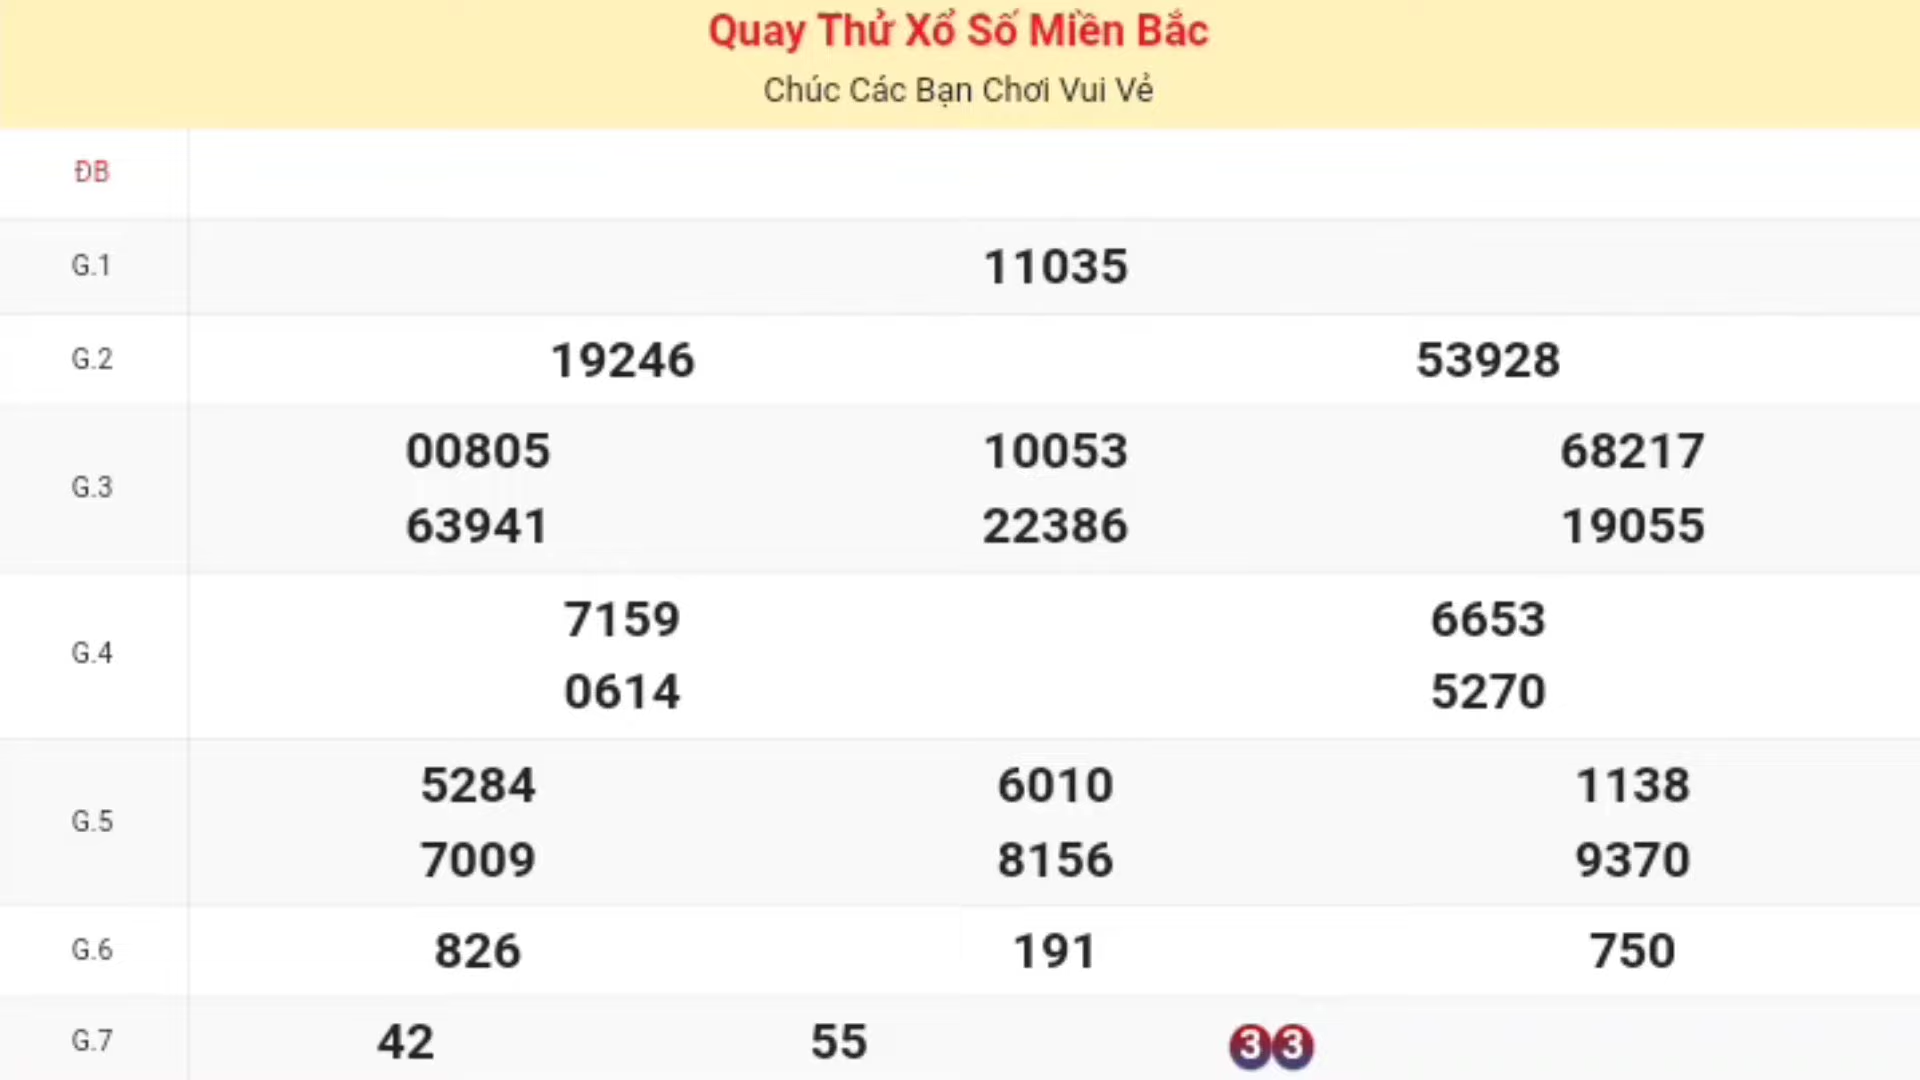 Quay Thử Xổ Số Miền Bắc
Chúc Các Bạn Chơi Vui Vẻ
ĐB
G.1 11035
G.2 19246 53928
G.3 00805 10053 68217
63941 22386 19055
G.4 7159 6653
0614 5270
G.5 5284 6010 1138
7009 8156 9370
G.6 826 191 750
G.7 42 55 33